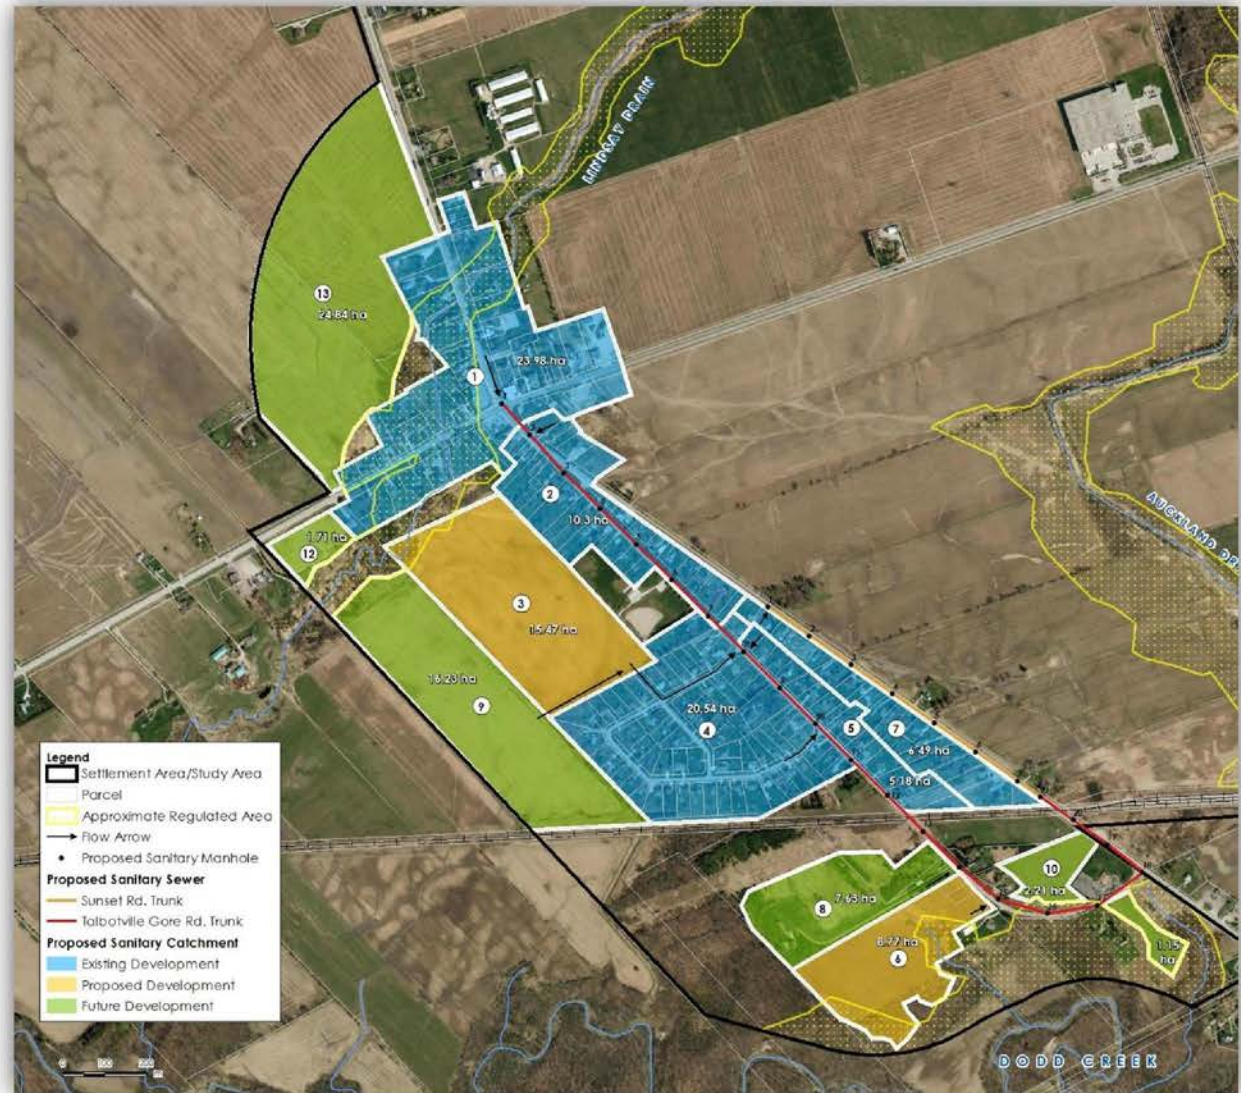 LINDSAY DRAIN
13
24.84 ha
23.98 ha
1
2
10.3 ha
1.71 ha
12
AUCKLAND DR
3
15.47 ha
16.23 ha
9
20.54 ha
4
5
7
6.49 ha
5.18 ha
10
2.21 ha
7.63 ha
8
8.77 ha
6
1.15
ha
DODD CREEK
Legend
Settlement Area/Study Area
Parcel
Approximate Regulated Area
Flow Arrow
Proposed Sanitary Manhole
Proposed Sanitary Sewer
Sunset Rd. Trunk
Talbotville Gore Rd. Trunk
Proposed Sanitary Catchment
Existing Development
Proposed Development
Future Development
0 100 200
m